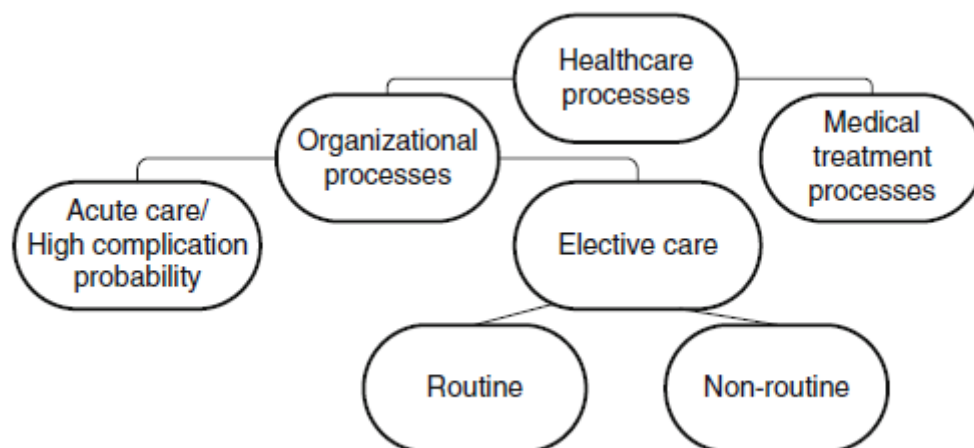 Healthcare
processes
Organizational
processes
Medical
treatment
processes
Acute care/
High complication
probability
Elective care
Routine
Non-routine